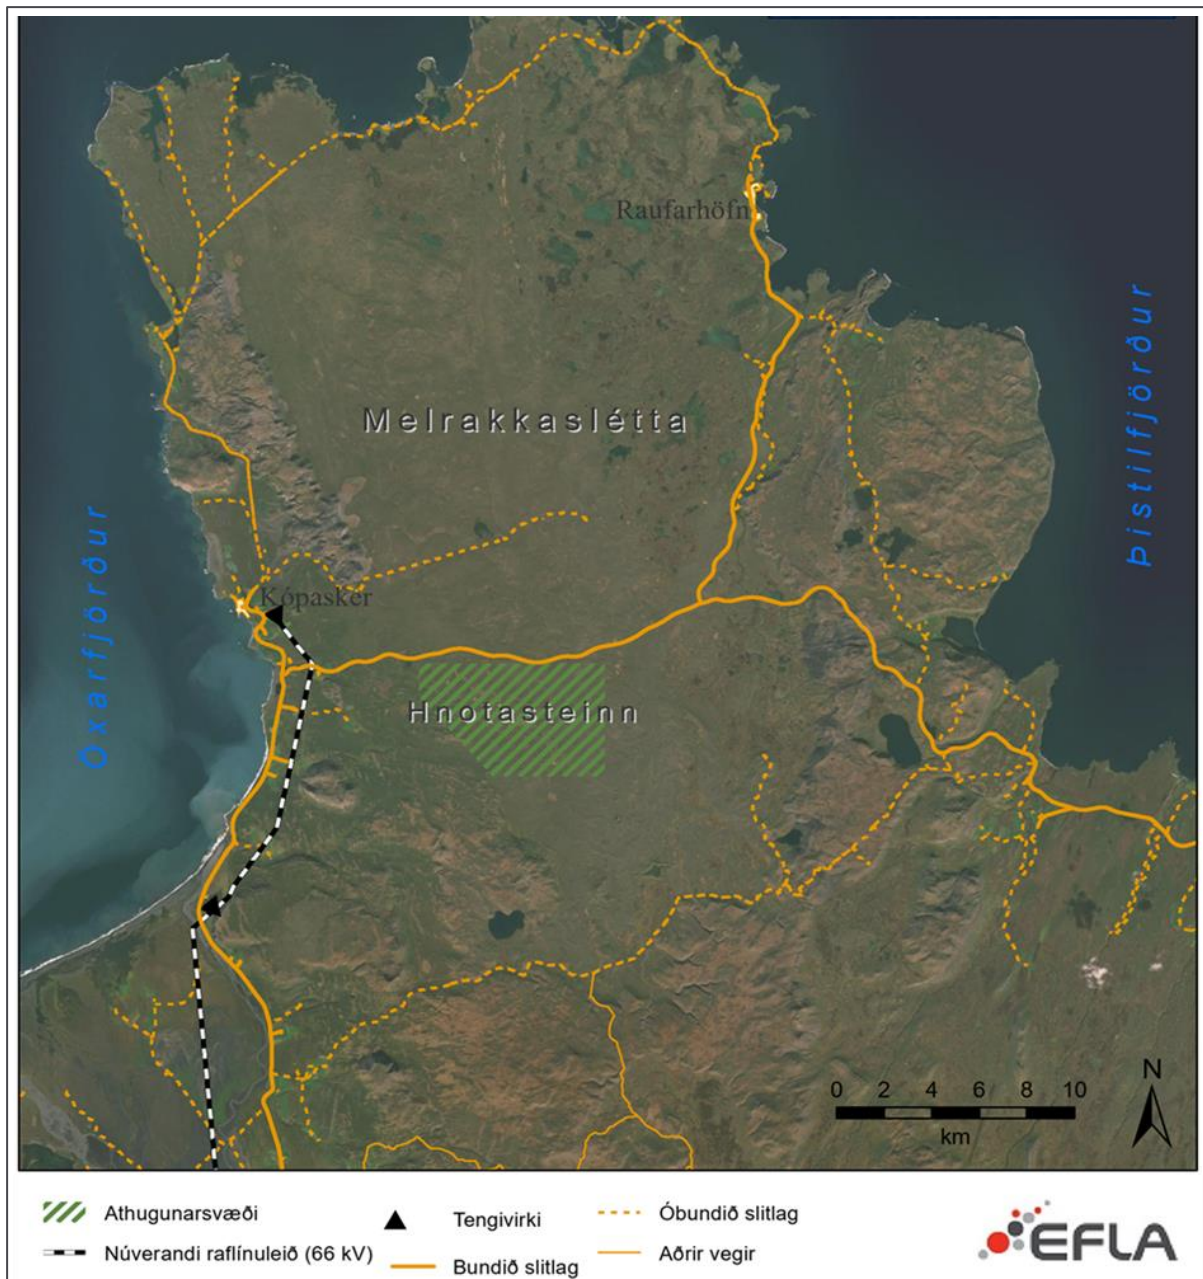 Raufarhöfn
Melrakkaslétta
Öxarfjörður
Þistilfjörður
Kópasker
Hnotasteinn
N
0 2 4 6 8 10
km
Athugunarsvæði
Tengivirki
Óbundið slitlag
Núverandi raflínuleið (66 kV)
Bundið slitlag
Aðrir vegir
EFLA